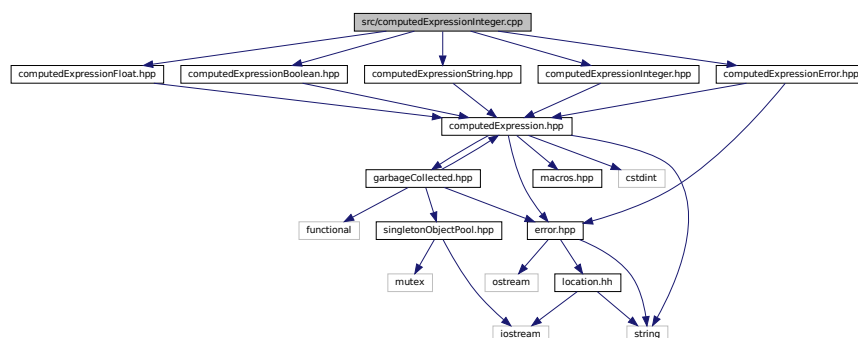 src/computedExpressionInteger.cpp
computedExpressionFloat.hpp
computedExpressionBoolean.hpp
computedExpressionString.hpp
computedExpressionInteger.hpp
computedExpressionError.hpp
computedExpression.hpp
garbageCollected.hpp
macros.hpp
cstdint
functional
singletonObjectPool.hpp
error.hpp
mutex
ostream
location.hh
iostream
string